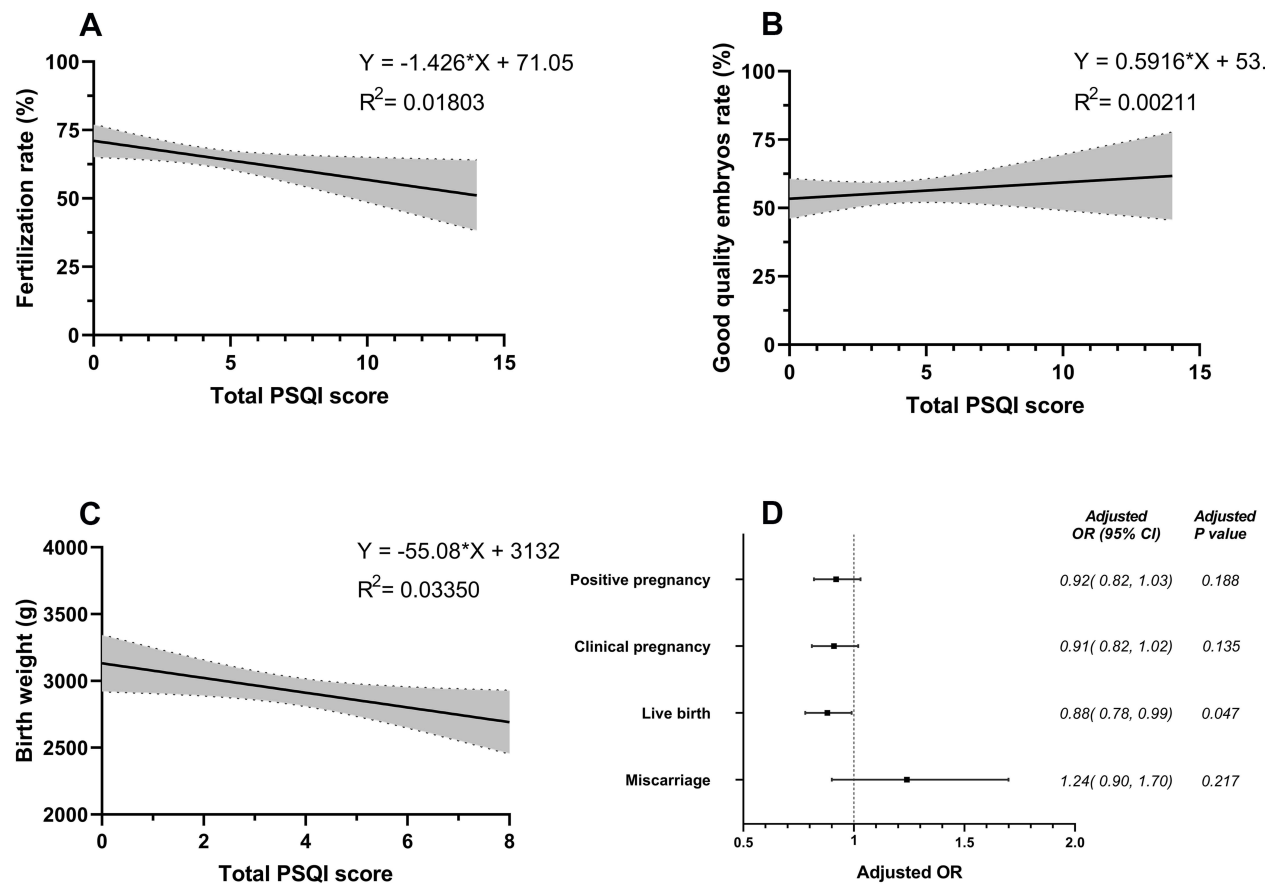 A
Y = -1.426*X + 71.05
R2= 0.01803
Fertilization rate (%)
100
75
50
25
0
0 5 10 15
Total PSQI score
B
Y = 0.5916*X + 53.
R2= 0.00211
Good quality embryos rate (%)
100
75
50
25
0
0 5 10 15
Total PSQI score
C
Y = -55.08*X + 3132
R2= 0.03350
Birth weight (g)
4000
3500
3000
2500
2000
0 2 4 6 8
Total PSQI score
D
Adjusted OR (95% CI)
Adjusted P value
Positive pregnancy 0.92( 0.82, 1.03) 0.188
Clinical pregnancy 0.91( 0.82, 1.02) 0.135
Live birth 0.88( 0.78, 0.99) 0.047
Miscarriage 1.24( 0.90, 1.70) 0.217
0.5 1 1.5 2.0
Adjusted OR